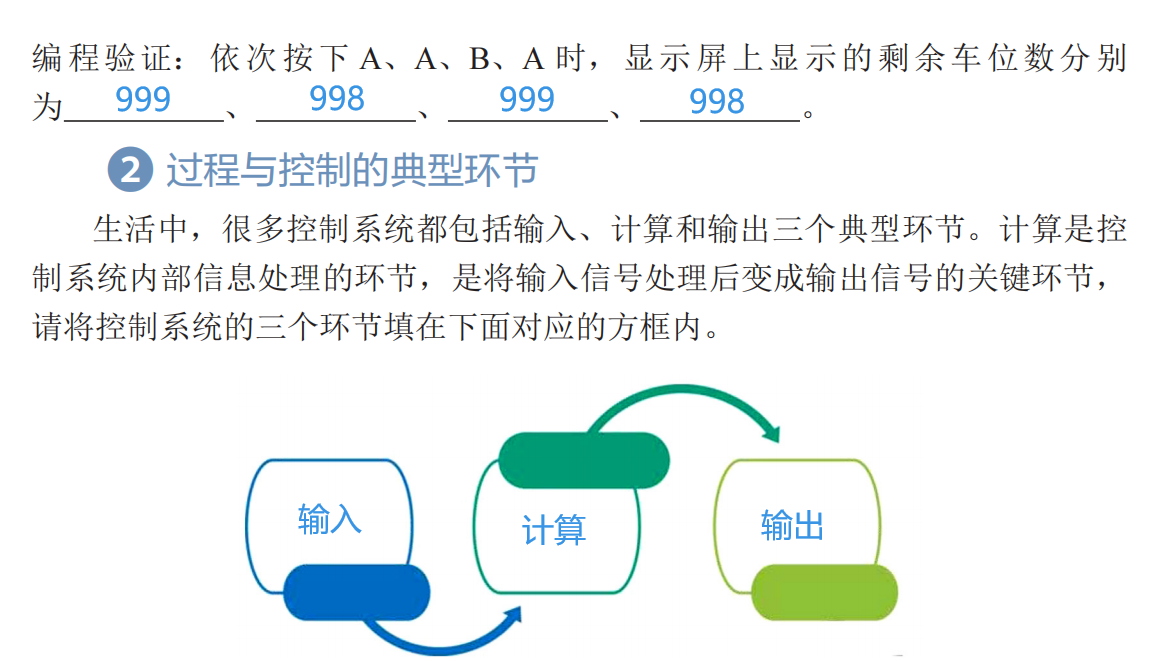 编程验证：依次按下 A、A、B、A 时，显示屏上显示的剩余车位数分别
为 999 、 998 、 999 、 998 。
2 过程与控制的典型环节
生活中，很多控制系统都包括输入、计算和输出三个典型环节。计算是控
制系统内部信息处理的环节，是将输入信号处理后变成输出信号的关键环节，
请将控制系统的三个环节填在下面对应的方框内。
输入
计算
输出